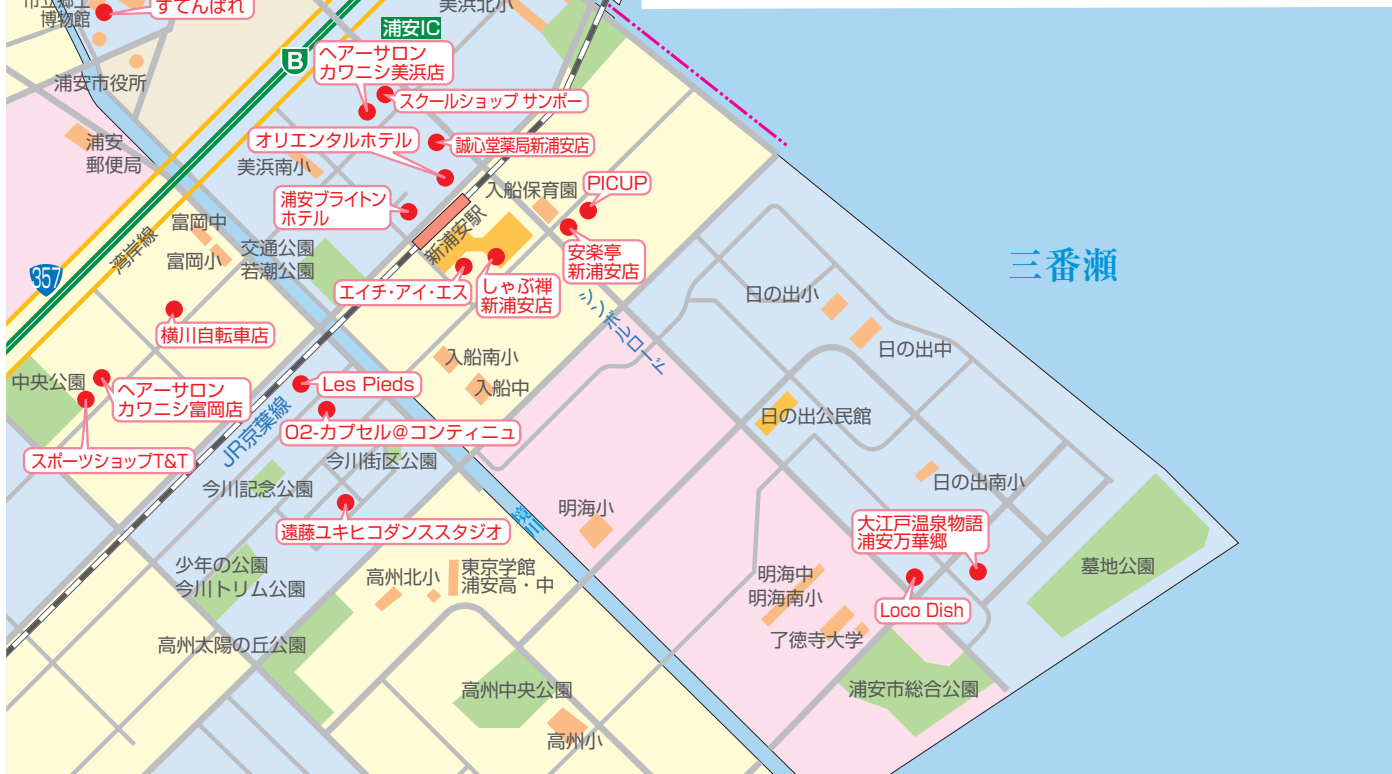 市立郷土
博物館
すてんぱれ
美浜北小
浦安IC
B
ヘアーサロン
カワニシ美浜店
浦安市役所
スクールショップ サンポー
浦安
郵便局
オリエンタルホテル
誠心堂薬局新浦安店
美浜南小
入船保育園
PICUP
浦安ブライトン
ホテル
富岡中
新浦安駅
湾岸線
交通公園
若潮公園
富岡小
安楽亭
新浦安店
三番瀬
357
エイチ・アイ・エス
しゃぶ禅
新浦安店
日の出小
シンボルロード
横川自転車店
日の出中
入船南小
中央公園
ヘアーサロン
カワニシ富岡店
Les Pieds
入船中
JR京葉線
日の出公民館
O2-カプセル@コンティニュ
スポーツショップT&T
今川街区公園
今川記念公園
日の出南小
明海小
境川
遠藤ユキヒコダンススタジオ
大江戸温泉物語
浦安万華郷
少年の公園
今川トリム公園
高州北小
東京学館
浦安高・中
明海中
明海南小
墓地公園
Loco Dish
高州太陽の丘公園
了徳寺大学
高州中央公園
浦安市総合公園
高州小